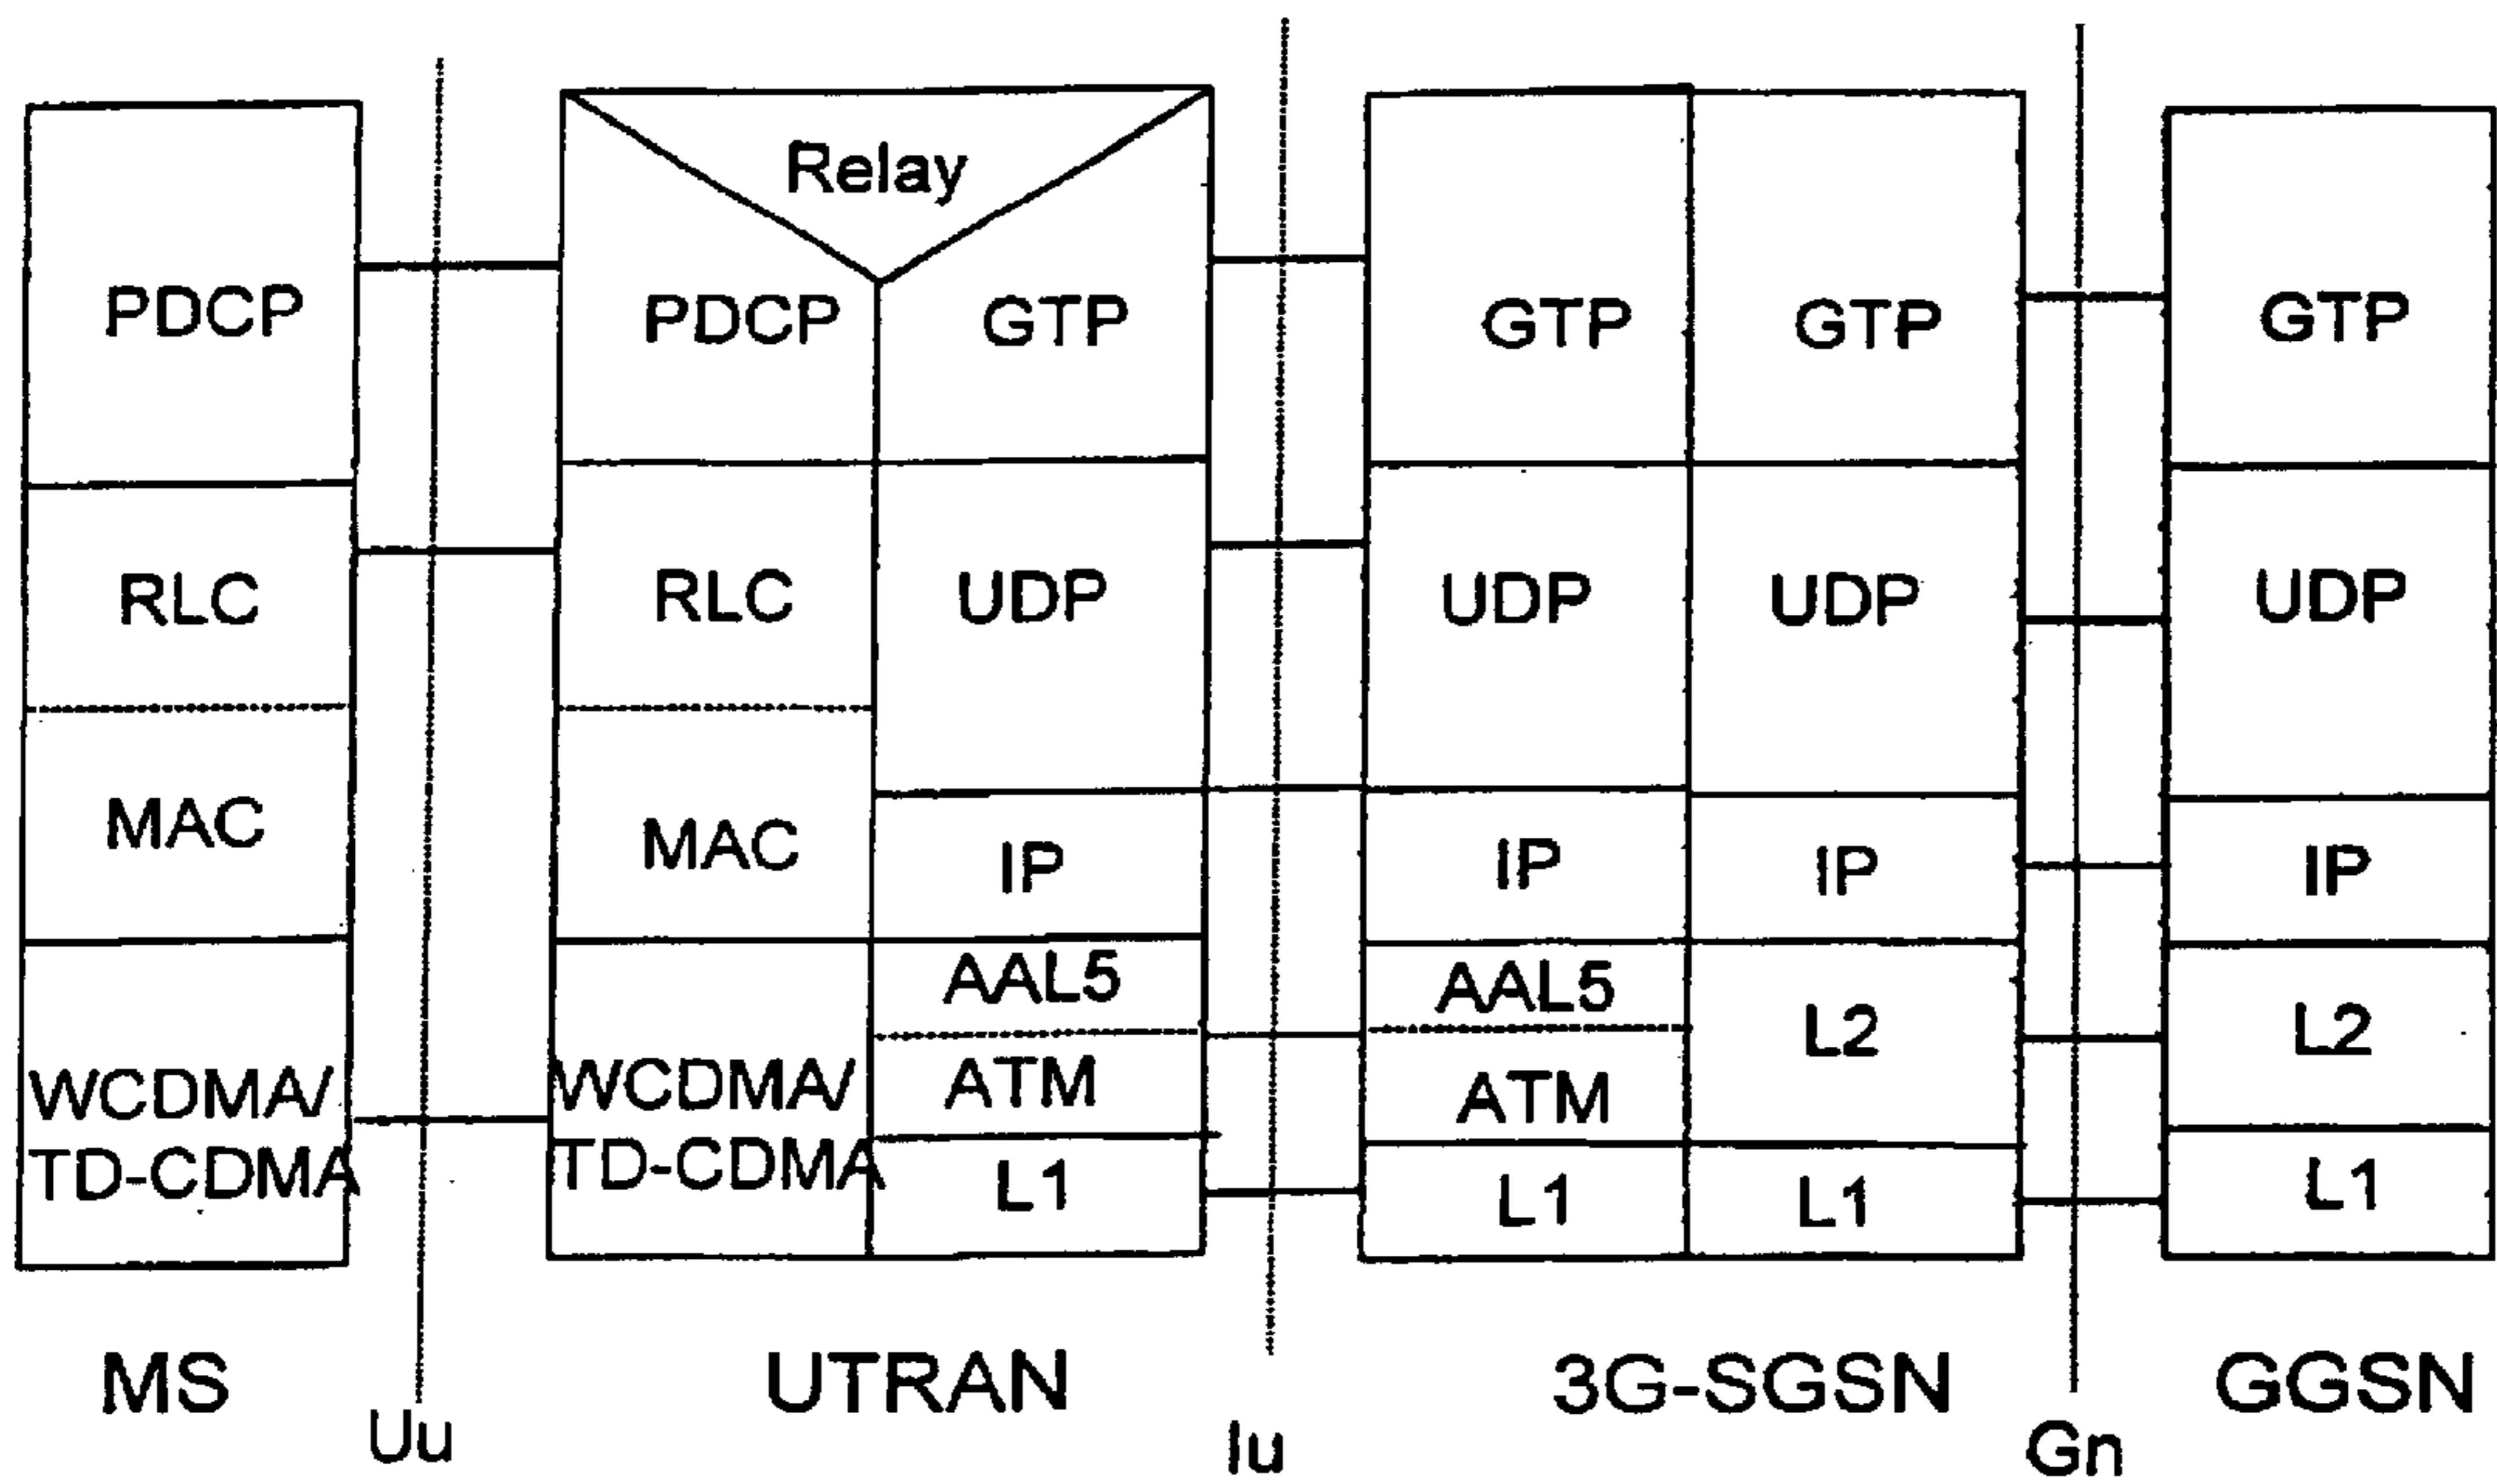 Relay
PDCP
PDCP
GTP
GTP
GTP
GTP
RLC
RLC
UDP
UDP
UDP
UDP
MAC
MAC
IP
IP
IP
IP
AAL5
AAL5
L2
L2
WCDMA/
TD-CDMA
WCDMA/
TD-CDMA
ATM
ATM
L1
L1
L1
L1
MS
UTRAN
3G-SGSN
GGSN
Uu
Iu
Gn